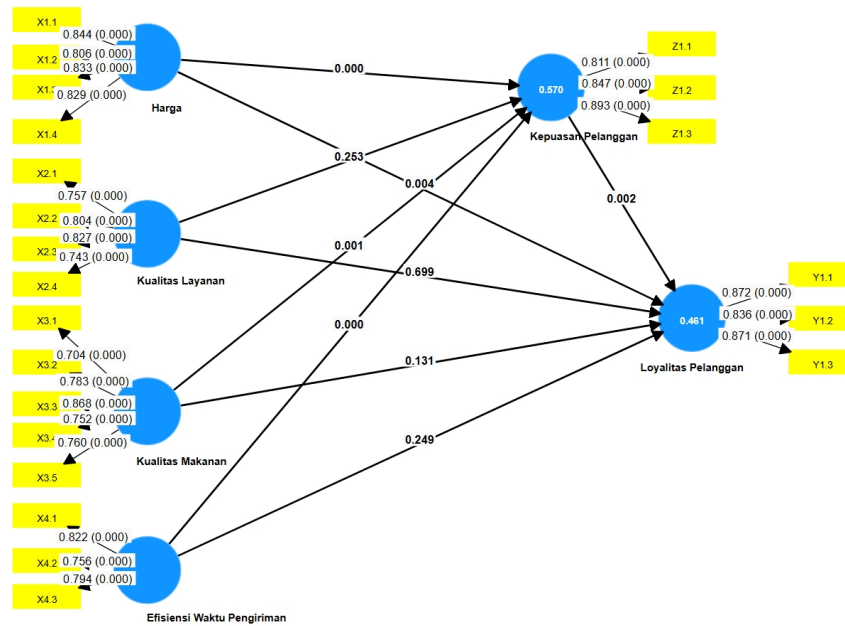 X1.1
0.844 (0.000)
X1.2
0.806 (0.000)
0.833 (0.000)
0.829 (0.000)
X1.4
Harga
X2.1
0.757 (0.000)
X2.2
0.804 (0.000)
X2.3
0.827 (0.000)
0.743 (0.000)
X2.4
Kualitas Layanan
X3.1
0.704 (0.000)
X3.2
0.783 (0.000)
X3.3
0.868 (0.000)
0.752 (0.000)
0.760 (0.000)
X3.5
Kualitas Makanan
X4.1
0.822 (0.000)
X4.2
0.756 (0.000)
0.794 (0.000)
X4.3
Efisiensi Waktu Pengiriman
0.000
0.253
0.004
0.001
0.699
0.000
0.131
0.249
0.002
0.570
Kepuasan Pelanggan
0.811 (0.000)
Z1.1
0.847 (0.000)
Z1.2
0.893 (0.000)
Z1.3
0.461
Loyalitas Pelanggan
0.872 (0.000)
Y1.1
0.836 (0.000)
Y1.2
0.871 (0.000)
Y1.3